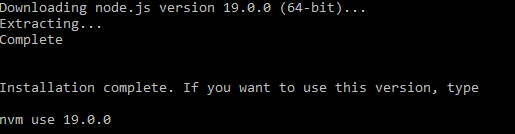 Downloading node.js version 19.0.0 (64-bit)...
Extracting...
Complete
Installation complete. If you want to use this version, type
nvm use 19.0.0